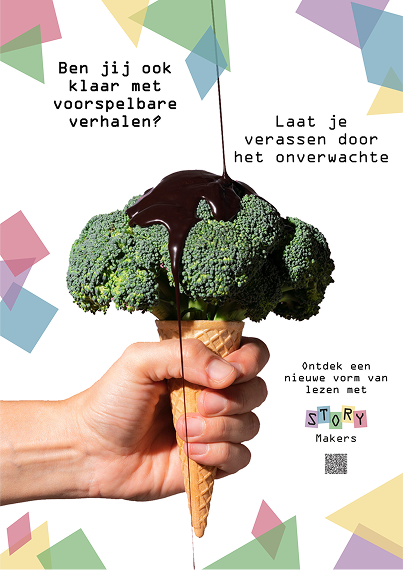 Ben jij ook
klaar met
voorspelbare
verhalen?
Laat je
verassen door
het onverwachte
Ontdek een
nieuwe vorm van
lezen met
STORY
Makers